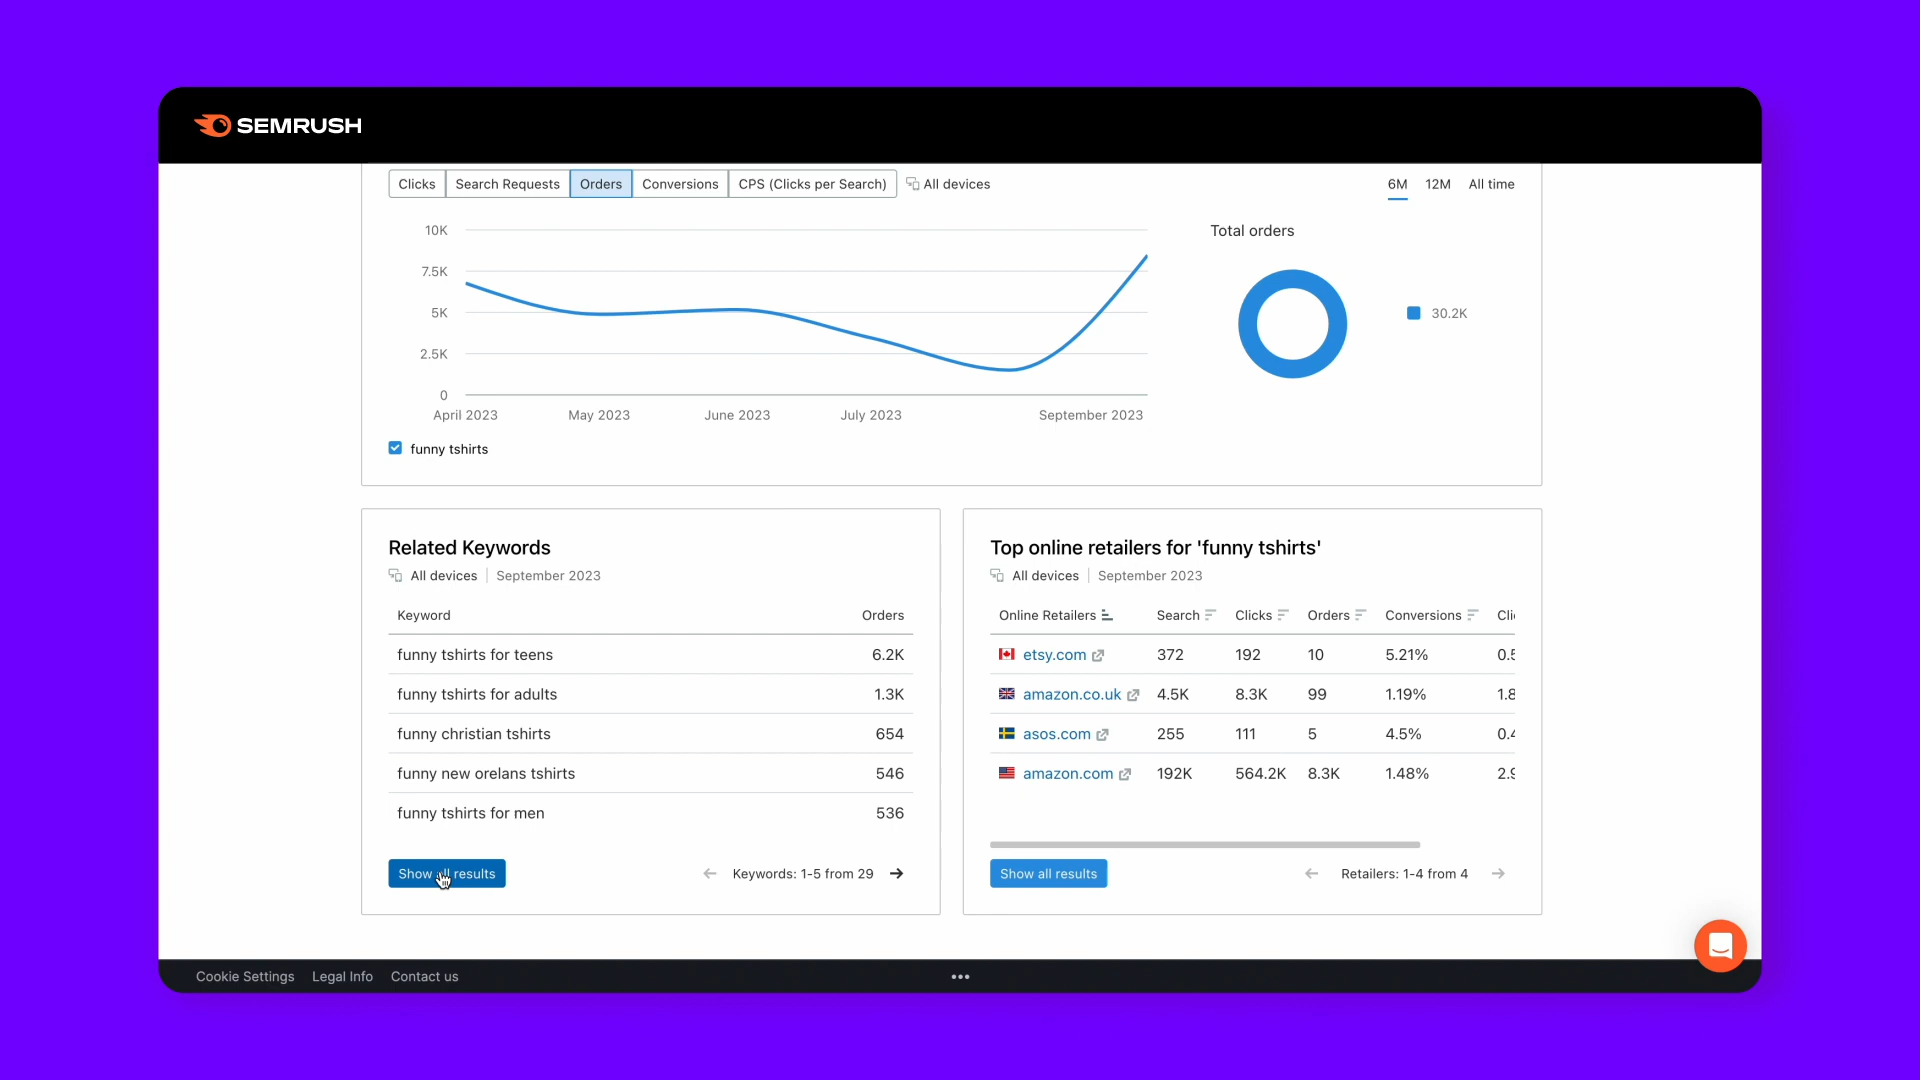 SEMRUSH
Clicks Search Requests Orders Conversions CPS (Clicks per Search) All devices 6M 12M All time
10K
7.5K
5K
2.5K
0
April 2023 May 2023 June 2023 July 2023 September 2023
funny tshirts
Total orders
30.2K
Related Keywords
All devices September 2023
Keyword Orders
funny tshirts for teens 6.2K
funny tshirts for adults 1.3K
funny christian tshirts 654
funny new orelans tshirts 546
funny tshirts for men 536
Show all results Keywords: 1-5 from 29
Top online retailers for 'funny tshirts'
All devices September 2023
Online Retailers Search Clicks Orders Conversions
etsy.com 372 192 10 5.21%
amazon.co.uk 4.5K 8.3K 99 1.19%
asos.com 255 111 5 4.5%
amazon.com 192K 564.2K 8.3K 1.48%
Show all results Retailers: 1-4 from 4
Cookie Settings Legal Info Contact us